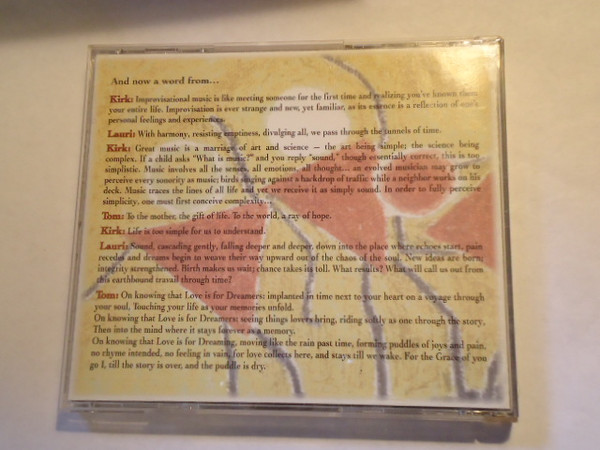 And now a word from...
Kirk: Improvisational music is like meeting someone for the first time and realizing you've known them
your entire life. Improvisation is ever strange and new, yet familiar, as its essence is a reflection of one's
personal feelings and experiences.
Lauri: With harmony, resisting emptiness, divulging all, we pass through the tunnels of time.
Kirk: Great music is a marriage of art and science — the art being simple; the science being
complex. If a child asks "What is music?" and you reply "sound," though essentially correct, this is too
simplistic. Music involves all the senses, all emotions, all thought... an evolved musician may grow to
perceive every sonority as music; birds singing against a backdrop of traffic while a neighbor works on his
deck. Music traces the lines of all life and yet we receive it as simply sound. In order to fully perceive
simplicity, one must first conceive complexity...
Tom: To the mother, the gift of life. To the world, a ray of hope.
Kirk: Life is too simple for us to understand.
Lauri: Sound, cascading gently, falling deeper and deeper, down into the place where echoes start, pain
recedes and dreams begin to weave their way upward out of the chaos of the soul. New ideas are born;
integrity strengthened. Birth makes us wait; chance takes its toll. What results? What will call us out from
this earthbound travail through time?
Tom: On knowing that Love is for Dreamers: implanted in time next to your heart on a voyage through
your soul, Touching your life as your memories unfold.
On knowing that Love is for Dreamers: seeing things lovers bring, riding softly as one through the story,
Then into the mind where it stays forever as a memory.
On knowing that Love is for Dreaming, moving like the rain past time, forming puddles of joys and pain,
no rhyme intended, no feeling in vain, for love collects here, and stays till we wake. For the Grace of you
go I, till the story is over, and the puddle is dry.